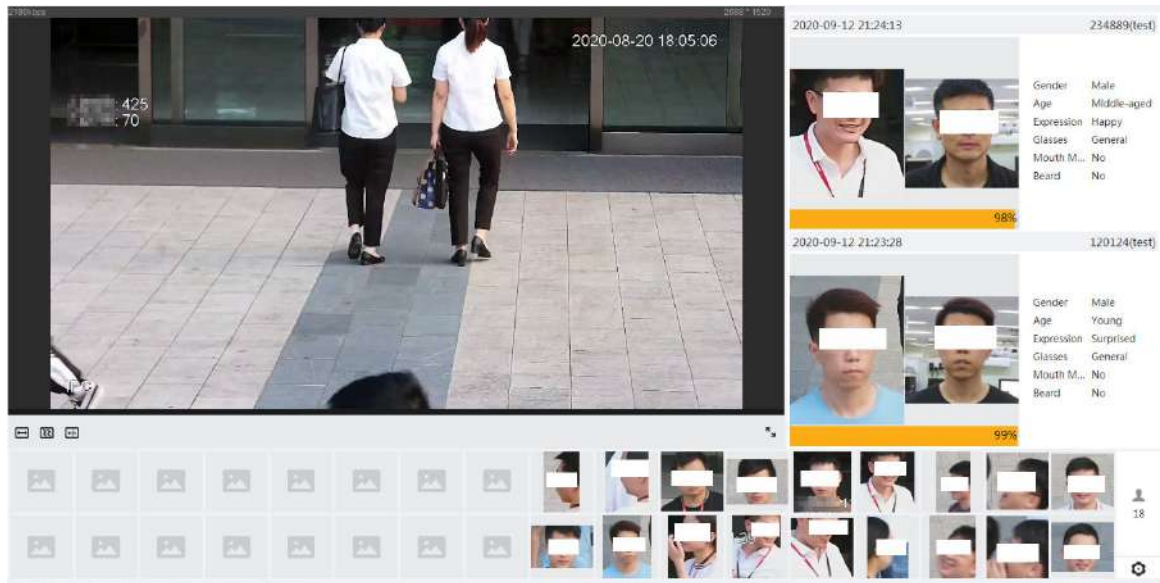 2020-08-20 18:05:06
: 425
: 70
IPC
2020-09-12 21:24:13 234889(test)
Gender Male
Age Middle-aged
Expression Happy
Glasses General
Mouth M... No
Beard No
98%
2020-09-12 21:23:28 120124(test)
Gender Male
Age Young
Expression Surprised
Glasses General
Mouth M... No
Beard No
99%
18